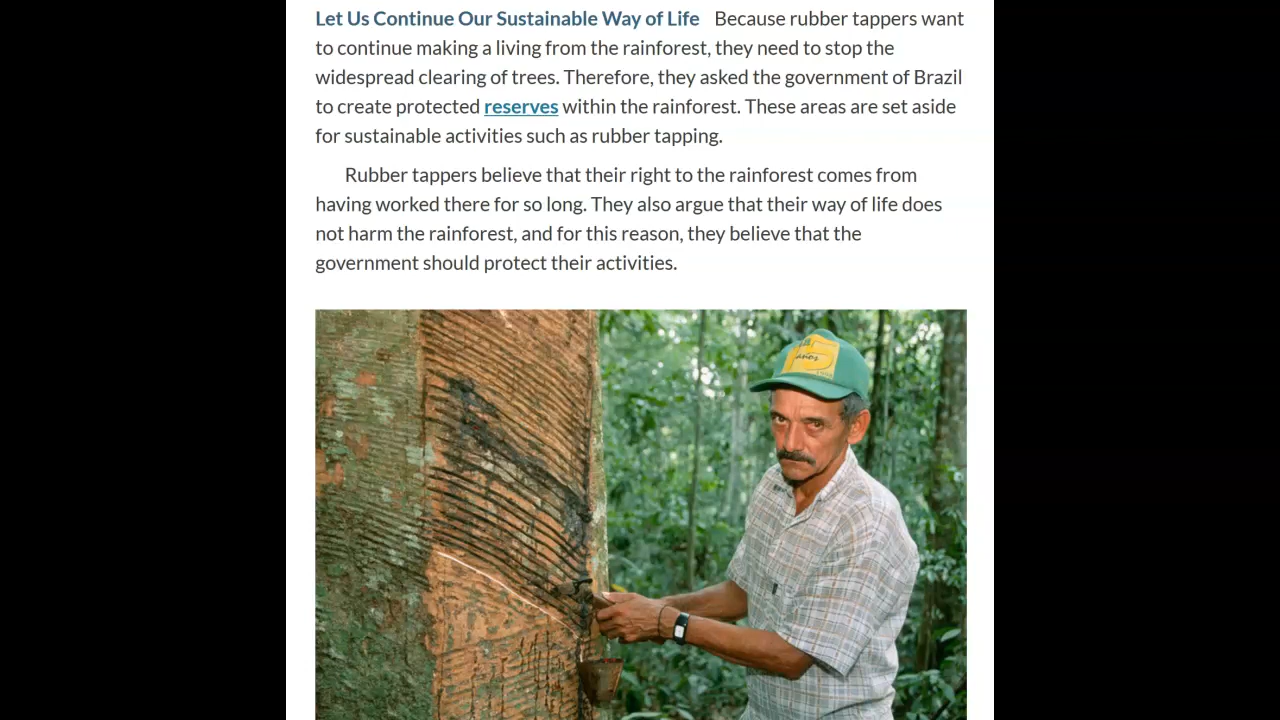 Let Us Continue Our Sustainable Way of Life Because rubber tappers want
to continue making a living from the rainforest, they need to stop the
widespread clearing of trees. Therefore, they asked the government of Brazil
to create protected reserves within the rainforest. These areas are set aside
for sustainable activities such as rubber tapping.
Rubber tappers believe that their right to the rainforest comes from
having worked there for so long. They also argue that their way of life does
not harm the rainforest, and for this reason, they believe that the
government should protect their activities.
años